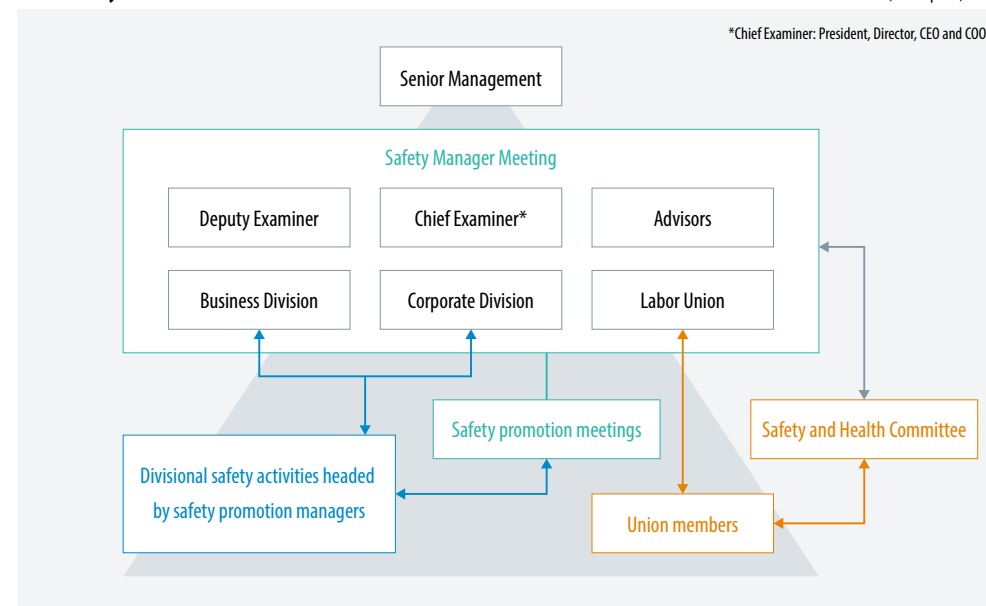 *Chief Examiner: President, Director, CEO and COO
Senior Management
Safety Manager Meeting
Deputy Examiner
Chief Examiner*
Advisors
Business Division
Corporate Division
Labor Union
Safety promotion meetings
Safety and Health Committee
Divisional safety activities headed
by safety promotion managers
Union members